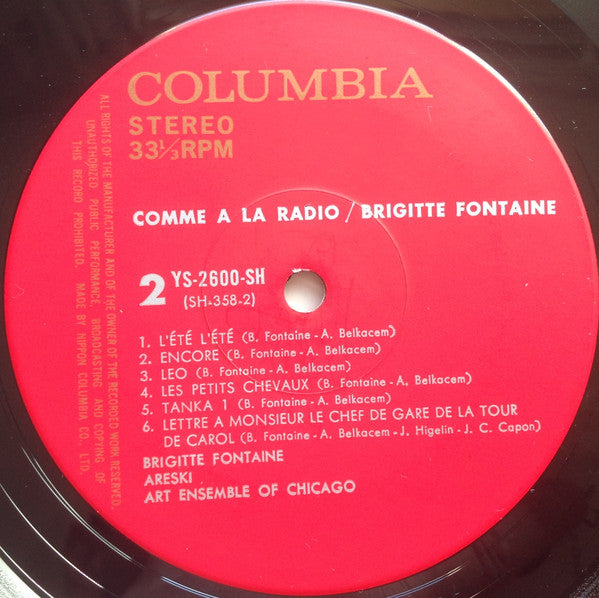 COLUMBIA
STEREO
33⅓RPM
COMME A LA RADIO / BRIGITTE FONTAINE
2 YS-2600-SH
(SH-358-2)
1. L'ÉTÉ L'ÉTÉ (B. Fontaine - A. Belkacem)
2. ENCORE (B. Fontaine - A. Belkacem)
3. LEO (B. Fontaine - A. Belkacem)
4. LES PETITS CHEVAUX (B. Fontaine - A. Belkacem)
5. TANKA 1 (B. Fontaine - A. Belkacem)
6. LETTRE A MONSIEUR LE CHEF DE GARE DE LA TOUR
DE CAROL (B. Fontaine - A. Belkacem - J. Higelin - J. C. Capon)
BRIGITTE FONTAINE
ARESKI
ART ENSEMBLE OF CHICAGO
ALL RIGHTS OF THE MANUFACTURER AND OF THE OWNER OF THE RECORDED WORK RESERVED.
UNAUTHORIZED PUBLIC PERFORMANCE, BROADCASTING AND COPYING OF
THIS RECORD PROHIBITED. MADE BY NIPPON COLUMBIA CO., LTD.